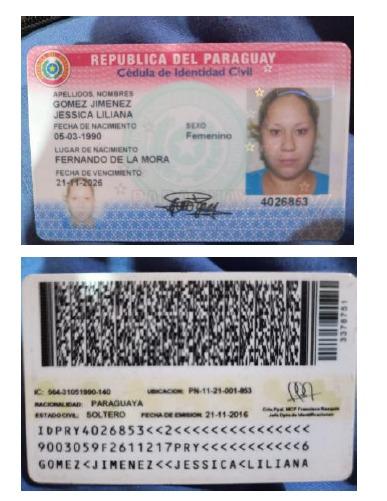 REPUBLICA DEL PARAGUAY
Cédula de Identidad Civil
APELLIDOS, NOMBRES
GOMEZ JIMENEZ
JESSICA LILIANA
FECHA DE NACIMIENTO SEXO
05-03-1990 Femenino
LUGAR DE NACIMIENTO
FERNANDO DE LA MORA
FECHA DE VENCIMIENTO
21-11-2026
4026853
3378751
IC: 564-31051990-140 UBICACION: PN-11-21-001-853
NACIONALIDAD: PARAGUAYA
ESTADO CIVIL: SOLTERO FECHA DE EMISION: 21-11-2016
IDPRY4026853<<2<<<<<<<<<<<<<<<
9003059F2611217PRY<<<<<<<<<<<6
GOMEZ<JIMENEZ<<JESSICA<LILIANA